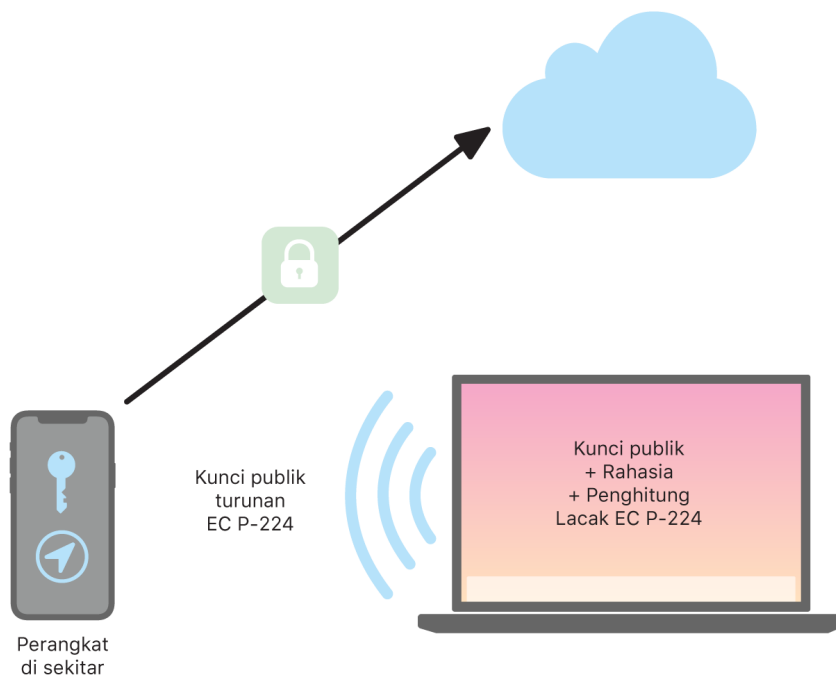 Kunci publik
turunan
EC P-224
Kunci publik
+ Rahasia
+ Penghitung
Lacak EC P-224
Perangkat
di sekitar